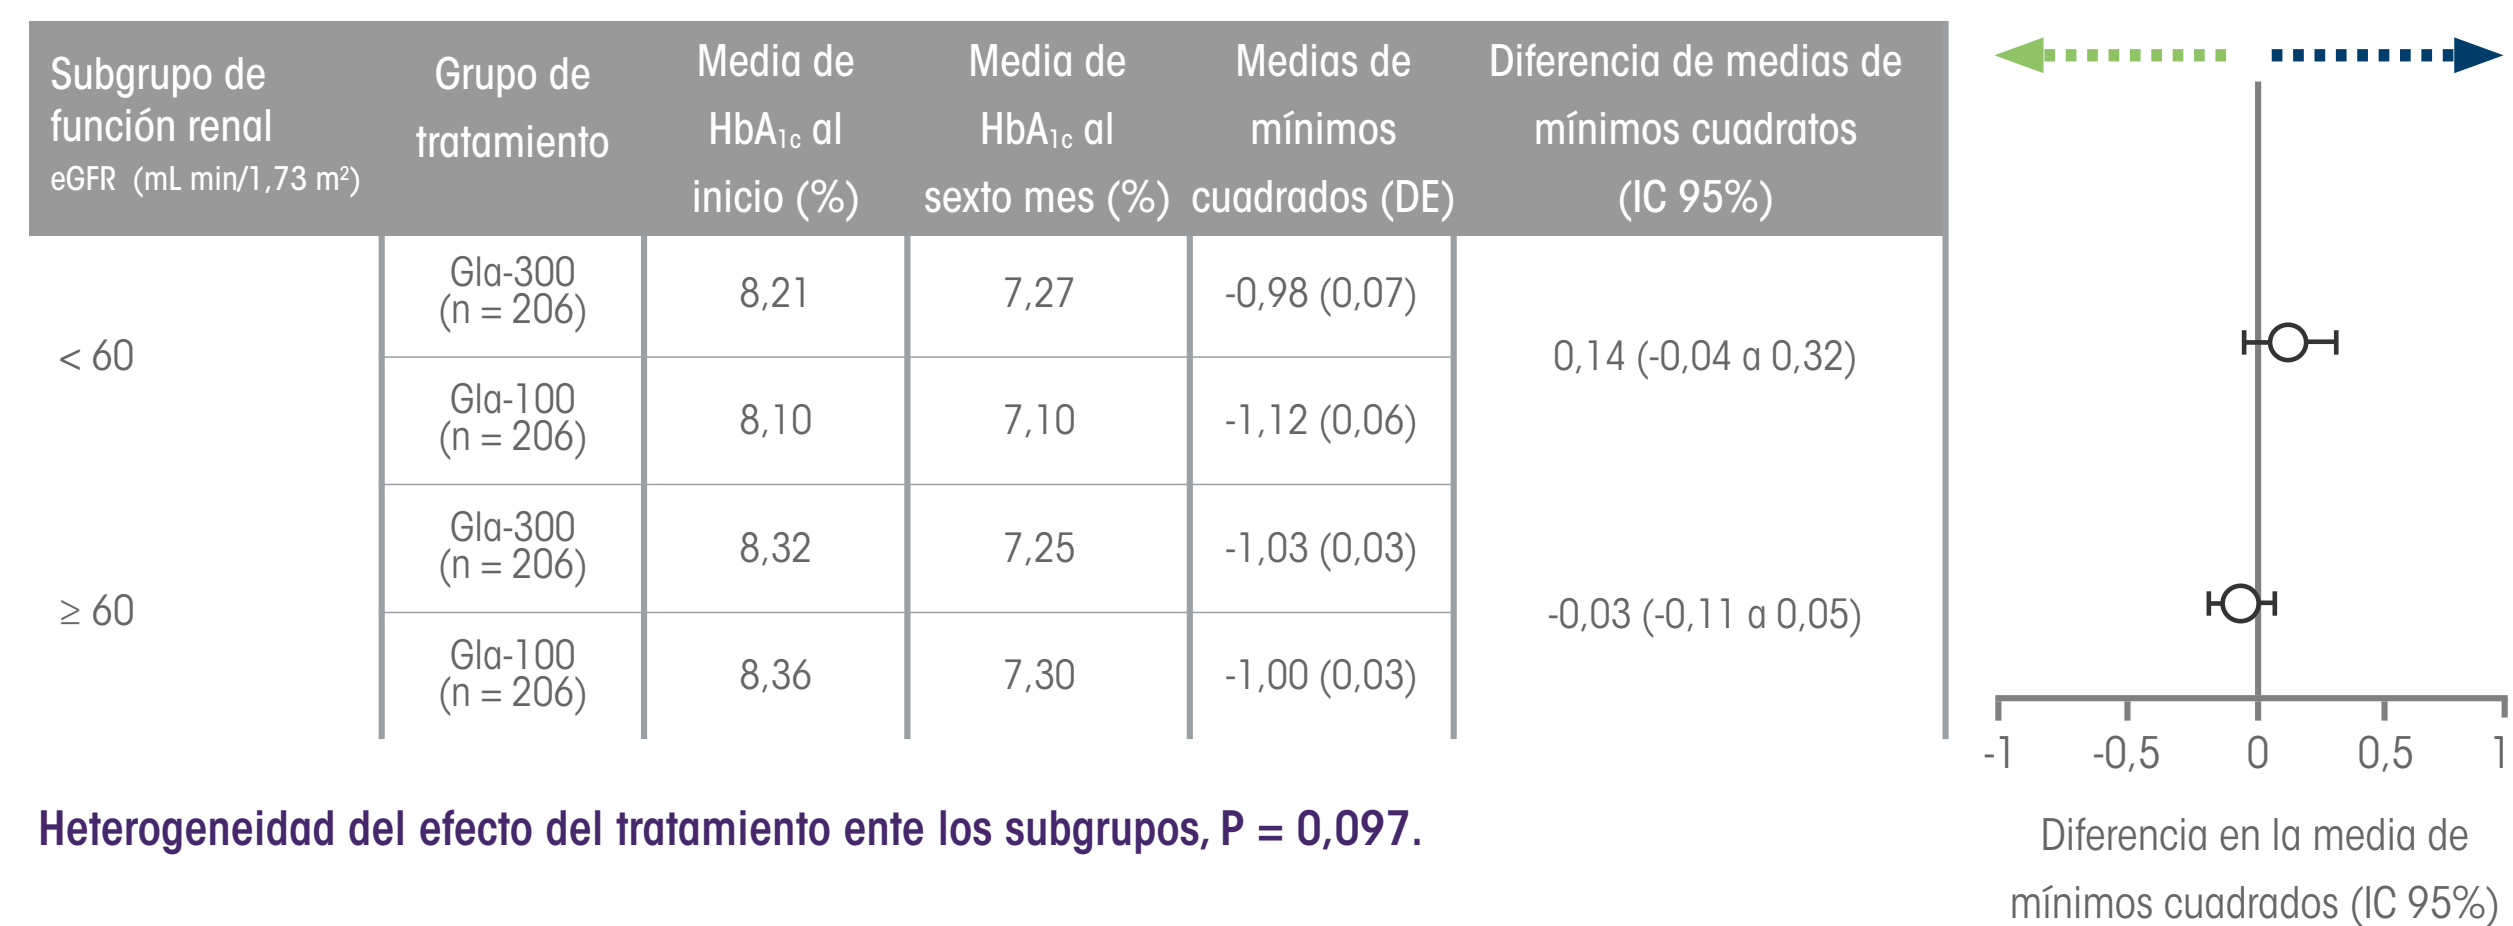 Subgrupo de
función renal
eGFR (mL min/1,73 m²)
Grupo de
tratamiento
Media de
HbA1c al
inicio (%)
Media de
HbA1c al
sexto mes (%)
Medias de
mínimos
cuadrados (DE)
Diferencia de medias de
mínimos cuadratos
(IC 95%)
< 60
Gla-300
(n = 206)
8,21
7,27
-0,98 (0,07)
0,14 (-0,04 a 0,32)
Gla-100
(n = 206)
8,10
7,10
-1,12 (0,06)
≥ 60
Gla-300
(n = 206)
8,32
7,25
-1,03 (0,03)
-0,03 (-0,11 a 0,05)
Gla-100
(n = 206)
8,36
7,30
-1,00 (0,03)
-1
-0,5
0
0,5
1
Heterogeneidad del efecto del tratamiento ente los subgrupos, P = 0,097.
Diferencia en la media de
mínimos cuadrados (IC 95%)